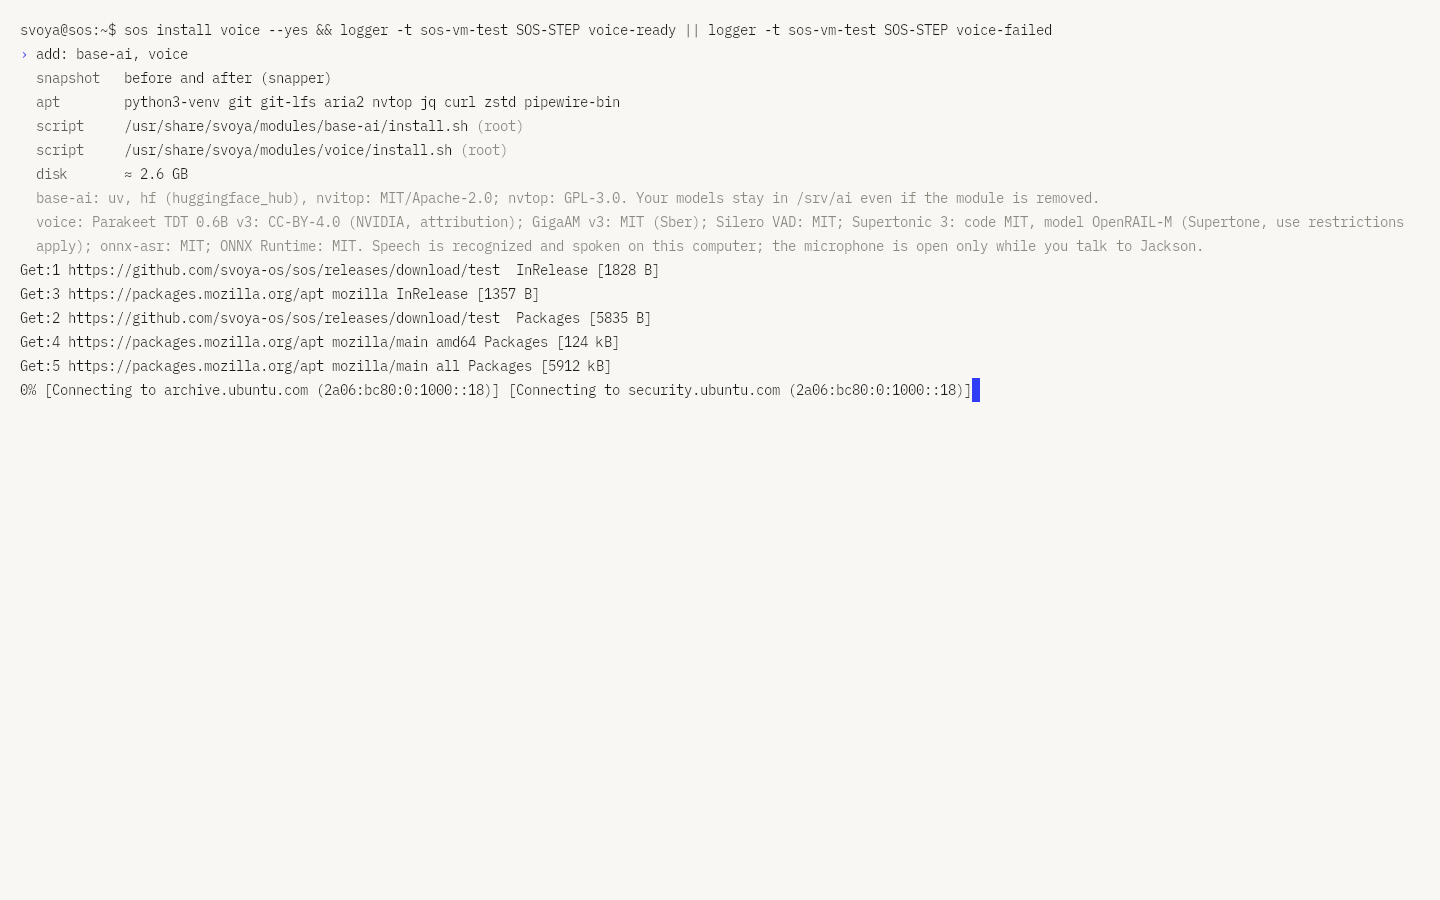 svoya@sos:~$ sos install voice --yes && logger -t sos-vm-test SOS-STEP voice-ready || logger -t sos-vm-test SOS-STEP voice-failed
› add: base-ai, voice
snapshot before and after (snapper)
apt python3-venv git git-lfs aria2 nvtop jq curl zstd pipewire-bin
script /usr/share/svoya/modules/base-ai/install.sh (root)
script /usr/share/svoya/modules/voice/install.sh (root)
disk ≈ 2.6 GB
base-ai: uv, hf (huggingface_hub), nvitop: MIT/Apache-2.0; nvtop: GPL-3.0. Your models stay in /srv/ai even if the module is removed.
voice: Parakeet TDT 0.6B v3: CC-BY-4.0 (NVIDIA, attribution); GigaAM v3: MIT (Sber); Silero VAD: MIT; Supertonic 3: code MIT, model OpenRAIL-M (Supertone, use restrictions
apply); onnx-asr: MIT; ONNX Runtime: MIT. Speech is recognized and spoken on this computer; the microphone is open only while you talk to Jackson.
Get:1 https://github.com/svoya-os/sos/releases/download/test  InRelease [1828 B]
Get:3 https://packages.mozilla.org/apt mozilla InRelease [1357 B]
Get:2 https://github.com/svoya-os/sos/releases/download/test  Packages [5835 B]
Get:4 https://packages.mozilla.org/apt mozilla/main amd64 Packages [124 kB]
Get:5 https://packages.mozilla.org/apt mozilla/main all Packages [5912 kB]
0% [Connecting to archive.ubuntu.com (2a06:bc80:0:1000::18)] [Connecting to security.ubuntu.com (2a06:bc80:0:1000::18)]